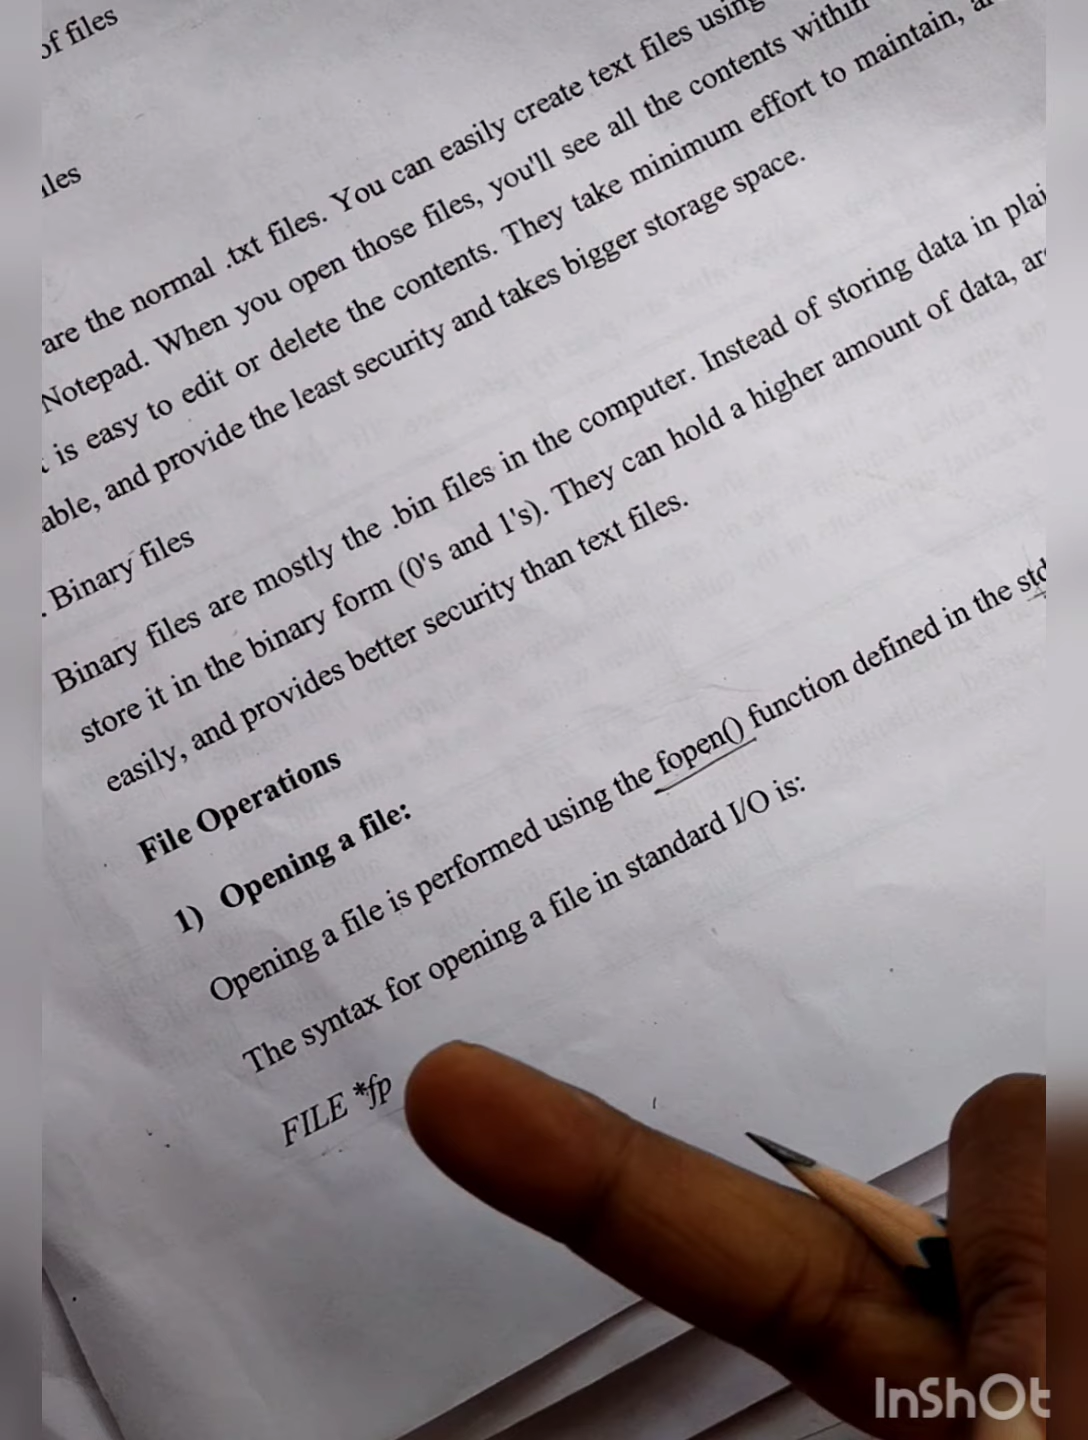 of files
are the normal .txt files. You can easily create text files using
Notepad. When you open those files, you'll see all the contents within
is easy to edit or delete the contents. They take minimum effort to maintain,
and provide the least security and takes bigger storage space.
Binary files
Binary files are mostly the .bin files in the computer. Instead of storing data in
store it in the binary form (0's and 1's). They can hold a higher amount of data,
easily, and provides better security than text files.
File Operations
1) Opening a file:
Opening a file is performed using the fopen() function defined in the
The syntax for opening a file in standard I/O is:
FILE *fp
InShOt